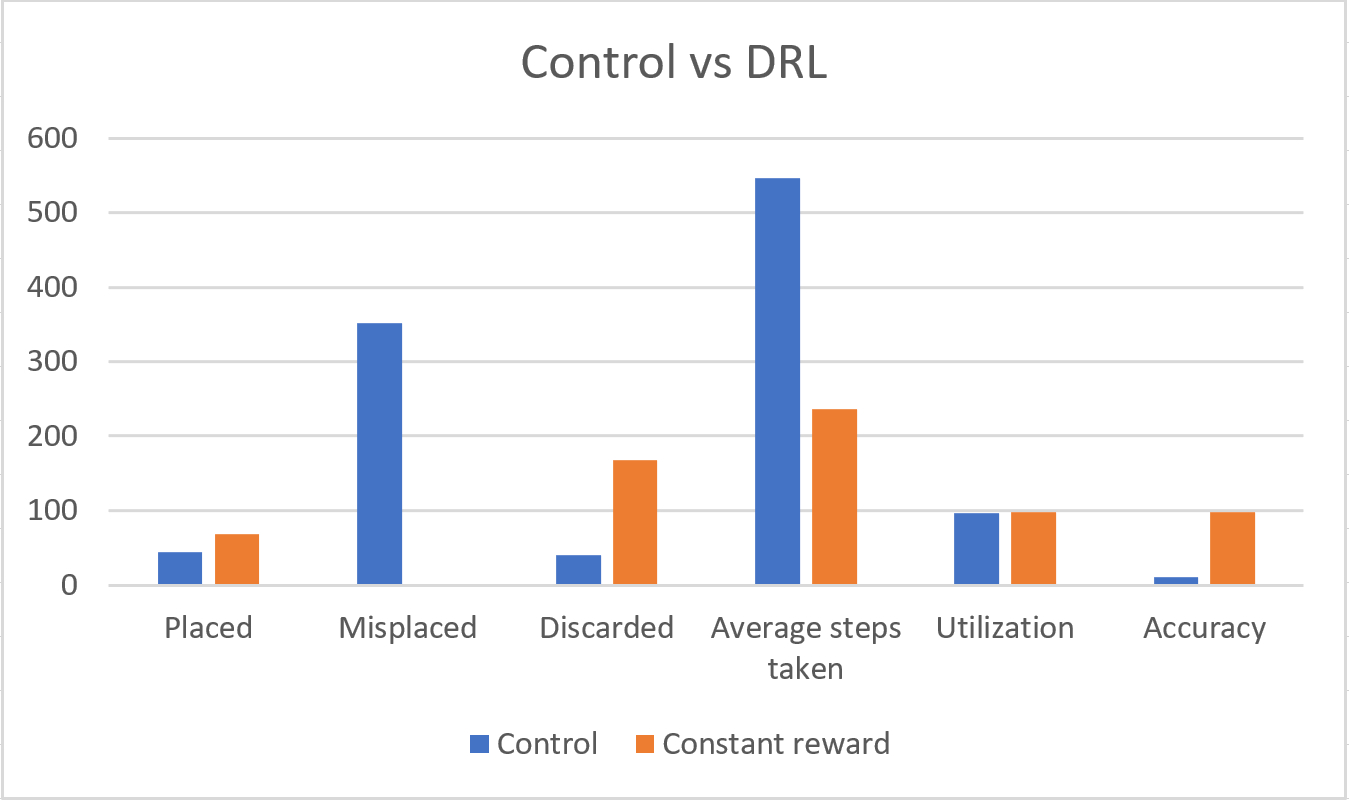 Control vs DRL
600
500
400
300
200
100
0
Placed
Misplaced
Discarded
Average steps
taken
Utilization
Accuracy
Control
Constant reward